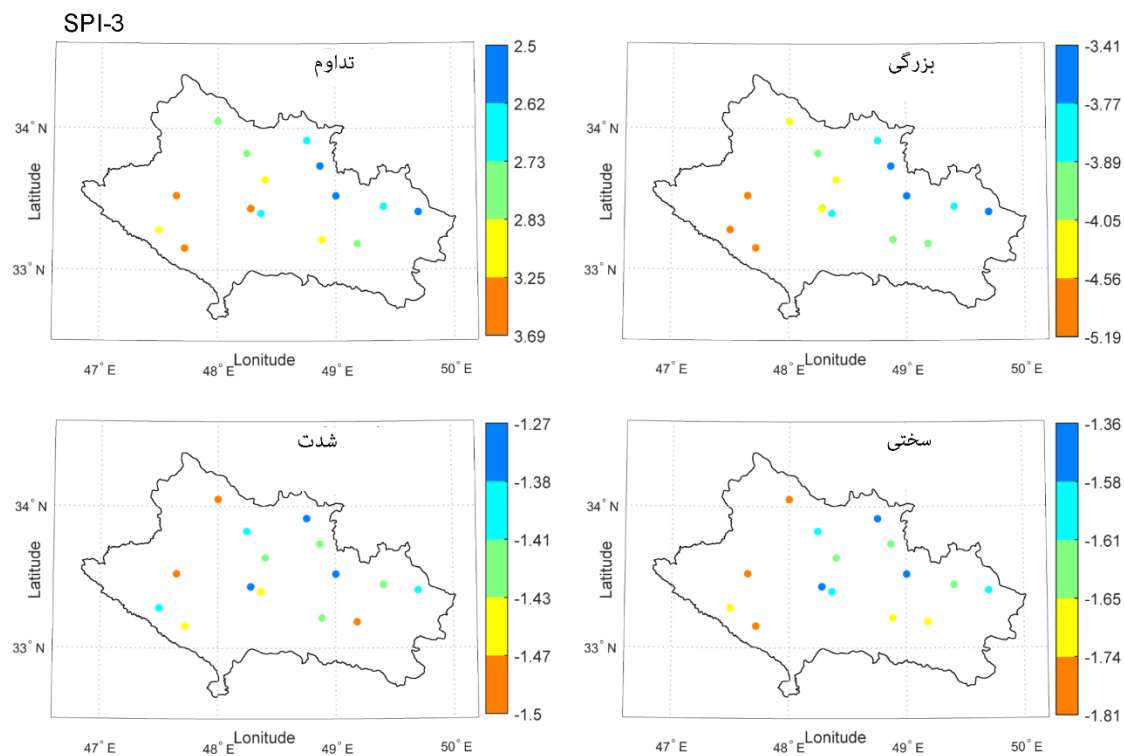 SPI-3
تداوم
34° N
33° N
Latitude
47° E
48° E
49° E
50° E
Lonitude
2.5
2.62
2.73
2.83
3.25
3.69
بزرگی
34° N
33° N
Latitude
47° E
48° E
49° E
50° E
Lonitude
-3.41
-3.77
-3.89
-4.05
-4.56
-5.19
شدت
34° N
33° N
Latitude
47° E
48° E
49° E
50° E
Lonitude
-1.27
-1.38
-1.41
-1.43
-1.47
-1.5
سختی
34° N
33° N
Latitude
47° E
48° E
49° E
50° E
Lonitude
-1.36
-1.58
-1.61
-1.65
-1.74
-1.81